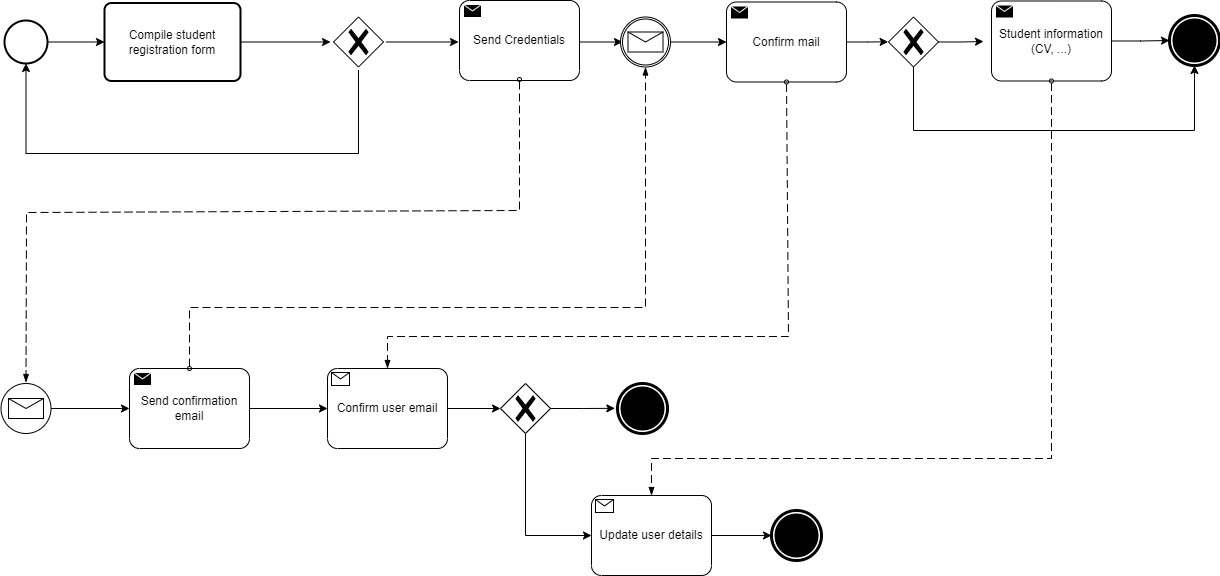 Compile student
registration form
Send Credentials
Confirm mail
Student information
(CV, ...)
Send confirmation
email
Confirm user email
Update user details